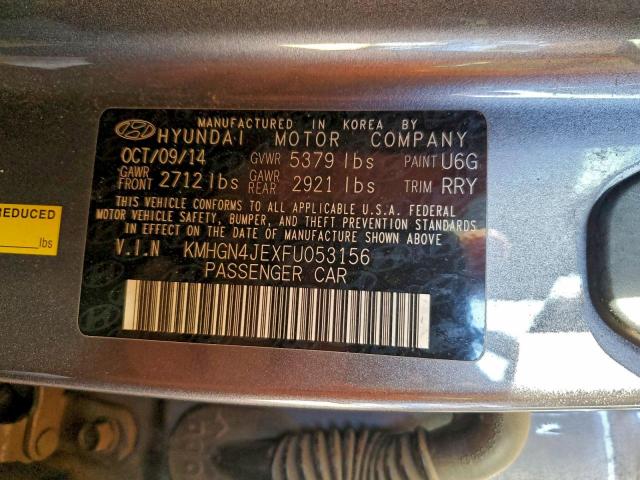 MANUFACTURED IN KOREA BY
HYUNDAI MOTOR COMPANY
OCT/09/14 GVWR 5379 lbs PAINT U6G
GAWR FRONT 2712 lbs GAWR REAR 2921 lbs TRIM RRY
THIS VEHICLE CONFORMS TO ALL APPLICABLE U.S.A. FEDERAL
MOTOR VEHICLE SAFETY, BUMPER, AND THEFT PREVENTION STANDARDS
IN EFFECT ON THE DATE OF MANUFACTURE SHOWN ABOVE
V.I.N KMHGN4JEXFU053156
PASSENGER CAR
REDUCED
lbs